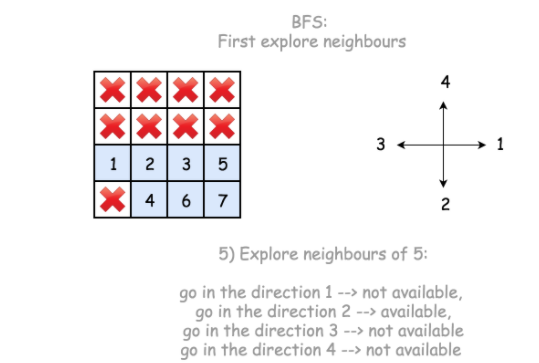 BFS:
First explore neighbours
4
3 1
1 2 3 5
4 6 7
2
5) Explore neighbours of 5:
go in the direction 1 --> not available,
go in the direction 2 --> available,
go in the direction 3 --> not available
go in the direction 4 --> not available